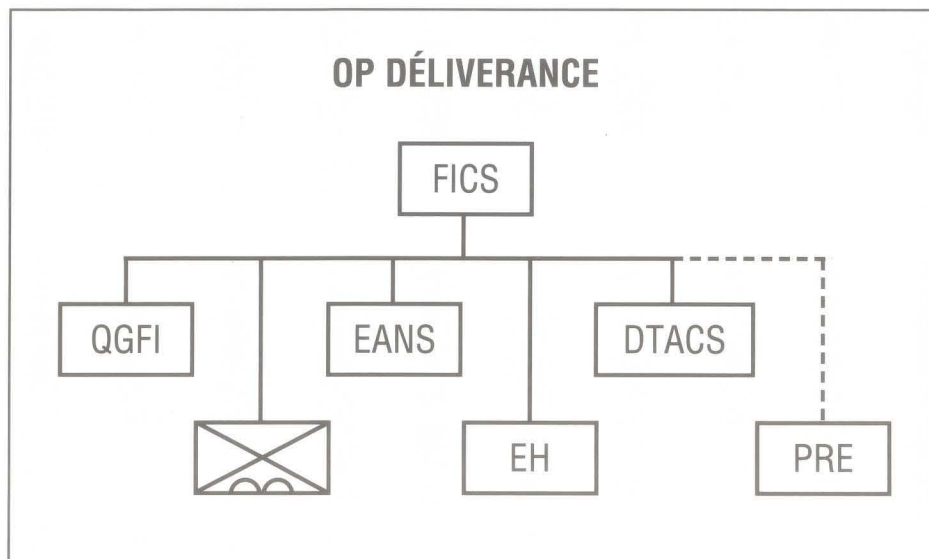 OP DÉLIVERANCE
FICS
QGFI
EANS
DTACS
EH
PRE